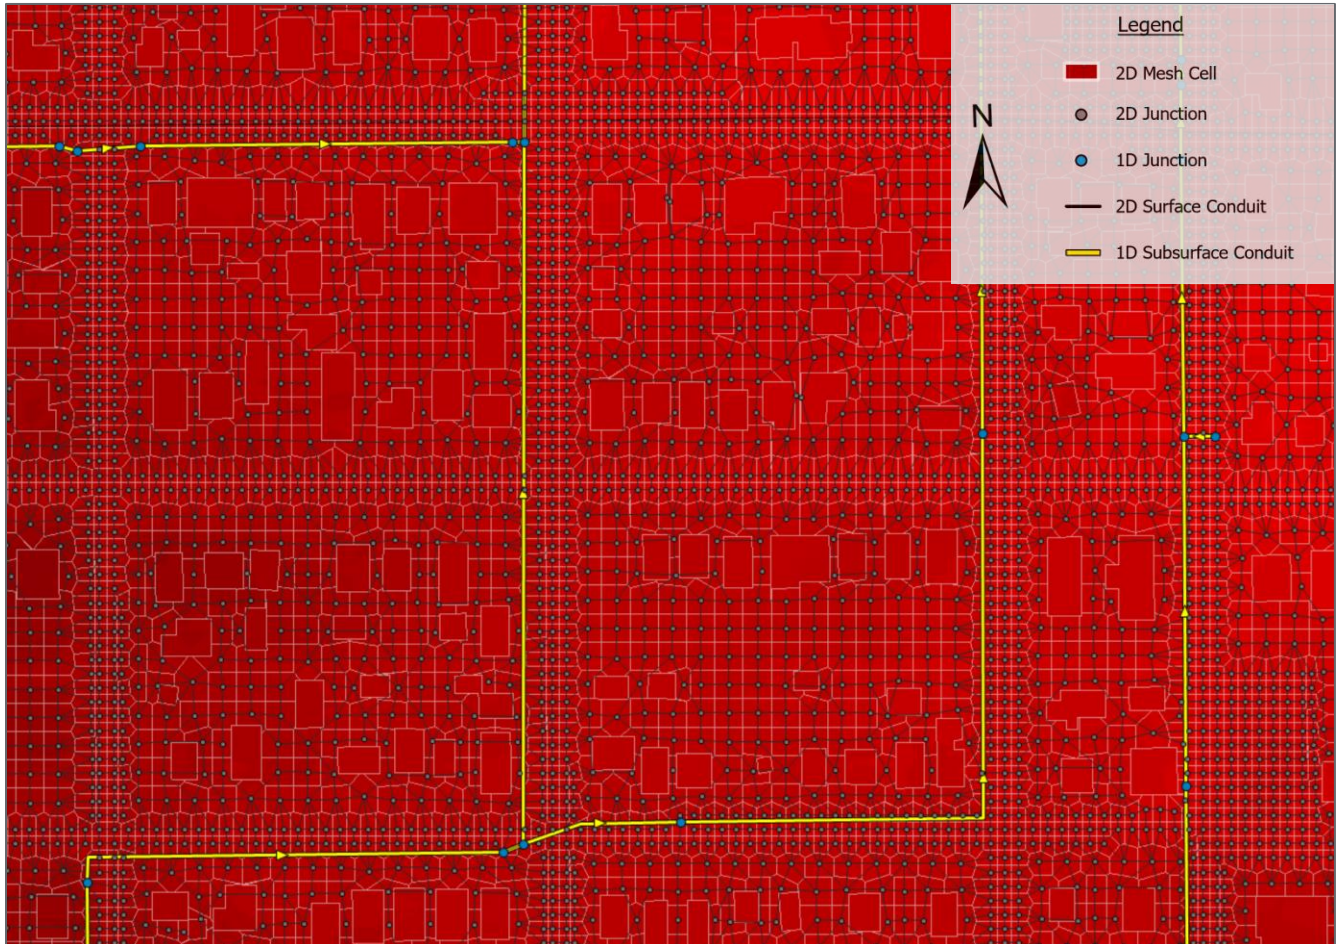 Legend
2D Mesh Cell
N
2D Junction
1D Junction
2D Surface Conduit
1D Subsurface Conduit